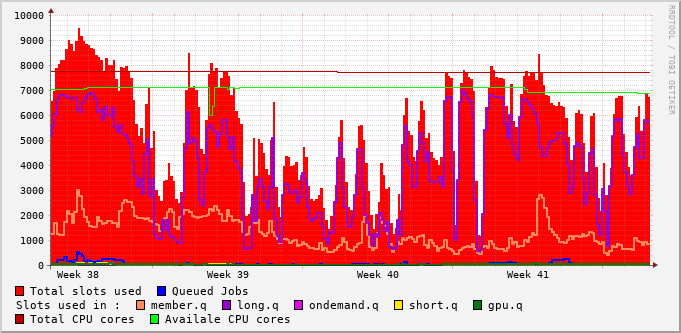 10000
9000
8000
7000
6000
5000
4000
3000
2000
1000
0
Week 38 Week 39 Week 40 Week 41
Total slots used Queued Jobs
Slots used in : member.q long.q ondemand.q short.q gpu.q
Total CPU cores Availale CPU cores
RRDTOOL / TOBI OETIKER